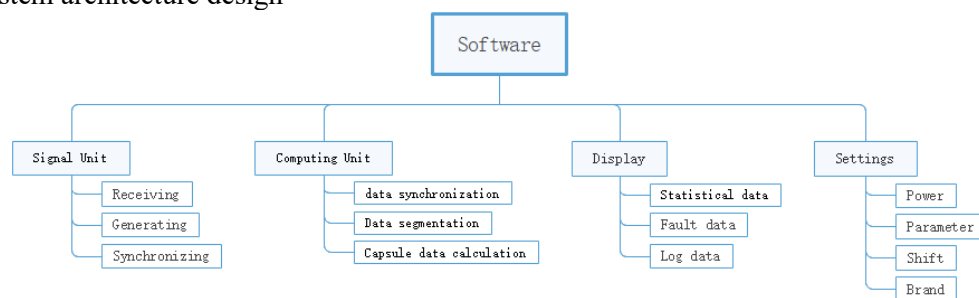 stem architecture design
Software
Signal Unit
Receiving
Generating
Synchronizing
Computing Unit
data synchronization
Data segmentation
Capsule data calculation
Display
Statistical data
Fault data
Log data
Settings
Power
Parameter
Shift
Brand